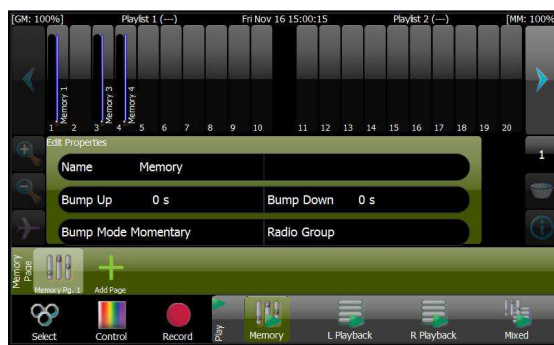 [GM: 100%] Playlist 1 (---) Fri Nov 16 15:00:15 Playlist 2 (---) [MM: 100%
Memory 1
Memory 3
Memory 4
1 2 3 4 5 6 7 8 9 10 11 12 13 14 15 16 17 18 19 20
Edit Properties
Name Memory
1
Bump Up 0 s Bump Down 0 s
Bump Mode Momentary Radio Group
Memory Page
Memory Pg. 1 Add Page
Select Control Record Play Memory L Playback R Playback Mixed